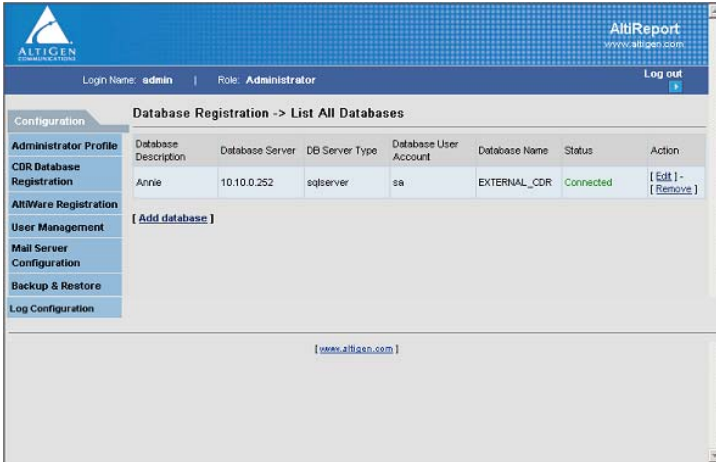 ALTIGEN
COMMUNICATIONS
AltiReport
www.altigen.com
Login Name: admin | Role: Administrator
Log out
Configuration
Administrator Profile
CDR Database
Registration
AltiWare Registration
User Management
Mail Server
Configuration
Backup & Restore
Log Configuration
Database Registration -> List All Databases
Database Description Database Server DB Server Type Database User Account Database Name Status Action
Annie 10.10.0.252 sqlserver sa EXTERNAL_CDR Connected [ Edit ] - [ Remove ]
[ Add database ]
[ www.altigen.com ]